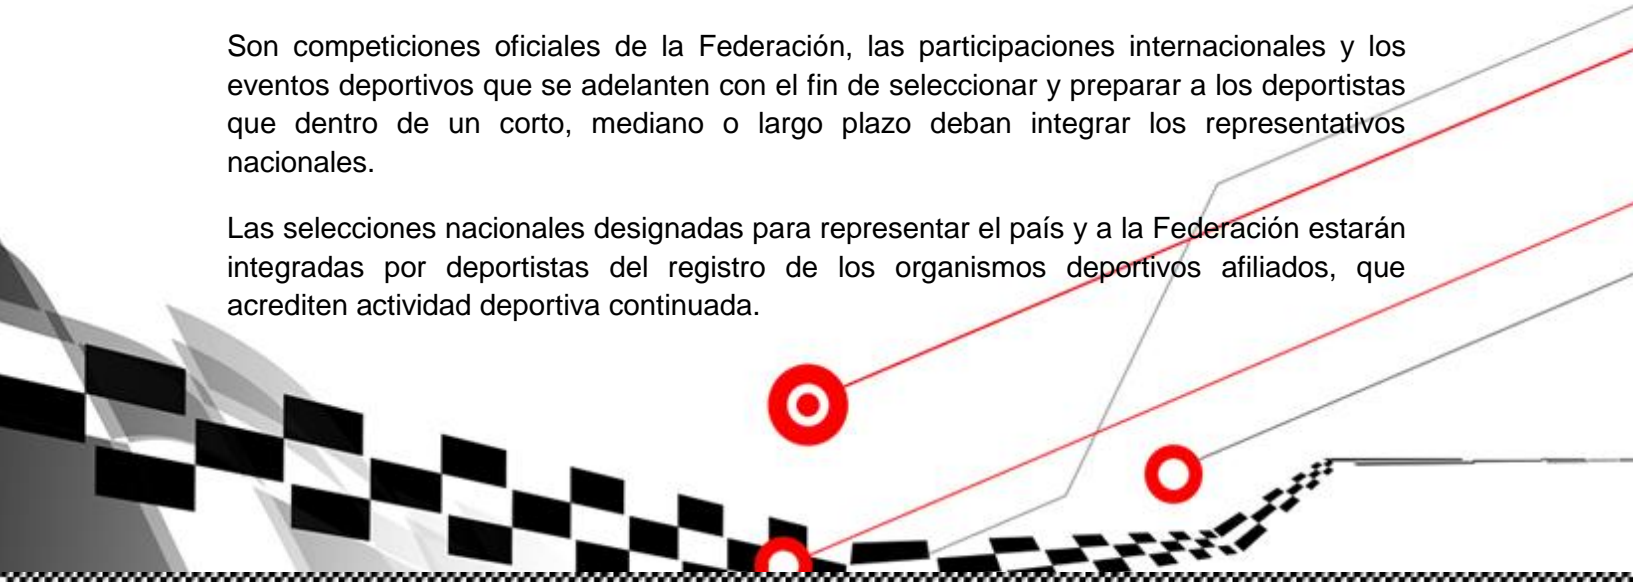 Son competiciones oficiales de la Federación, las participaciones internacionales y los
eventos deportivos que se adelanten con el fin de seleccionar y preparar a los deportistas
que dentro de un corto, mediano o largo plazo deban integrar los representativos
nacionales.
Las selecciones nacionales designadas para representar el país y a la Federación estarán
integradas por deportistas del registro de los organismos deportivos afiliados, que
acrediten actividad deportiva continuada.